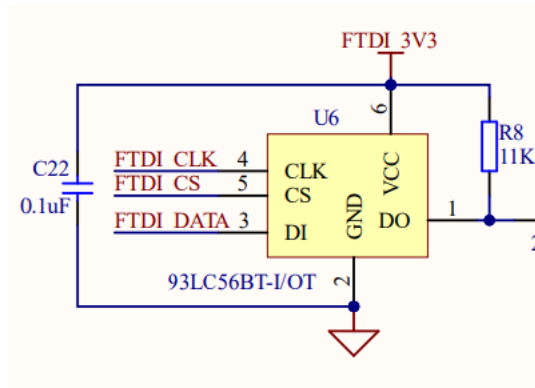 FTDI_3V3
6
U6
R8
11K
C22
0.1uF
FTDI_CLK 4
CLK
VCC
FTDI_CS 5
CS
GND
DO
1
FTDI_DATA 3
DI
2
93LC56BT-I/OT
2